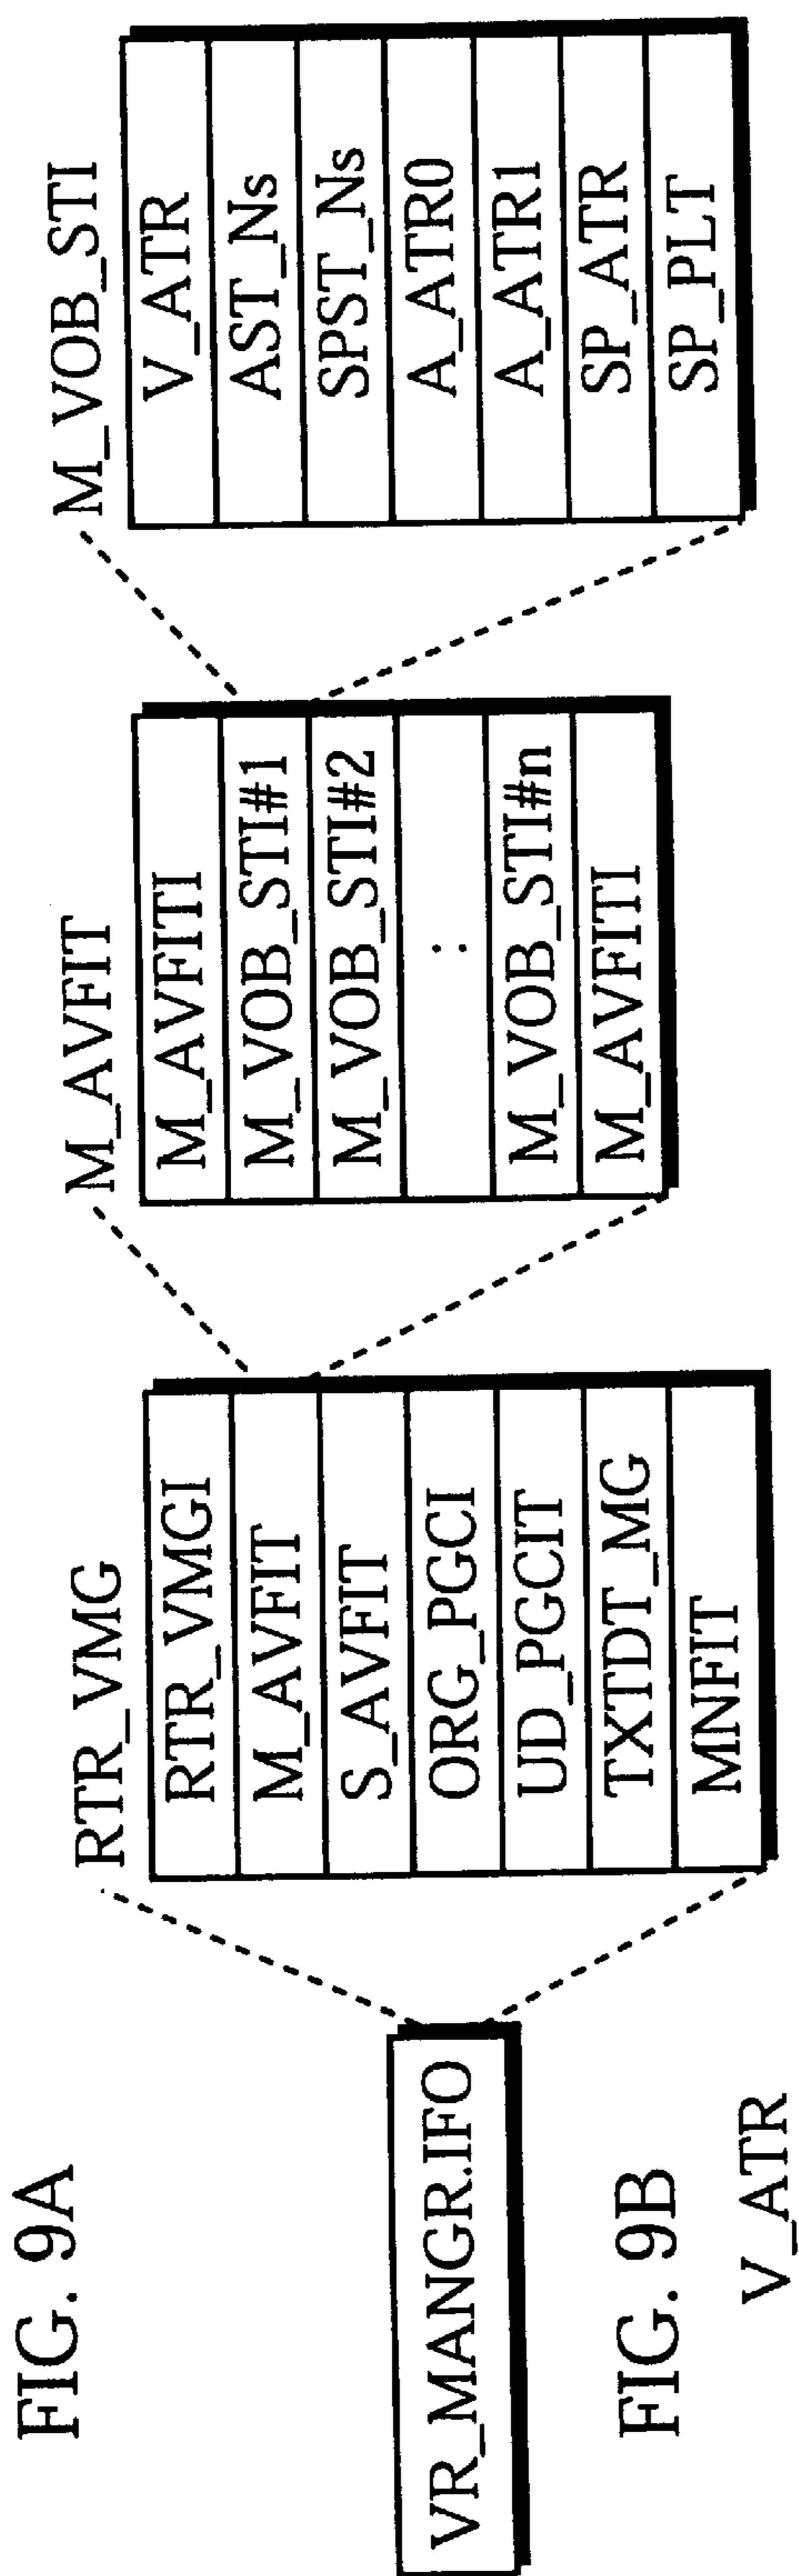 FIG. 9A
VR_MANGR.IFO
RTR_VMG
RTR_VMGI
M_AVFIT
S_AVFIT
ORG_PGCI
UD_PGCIT
TXTDT_MG
MNFIT
M_AVFIT
M_AVFITI
M_VOB_STI#1
M_VOB_STI#2
:
M_VOB_STI#n
M_AVFITI
M_VOB_STI
V_ATR
AST_Ns
SPST_Ns
A_ATR0
A_ATR1
SP_ATR
SP_PLT
FIG. 9B
V_ATR